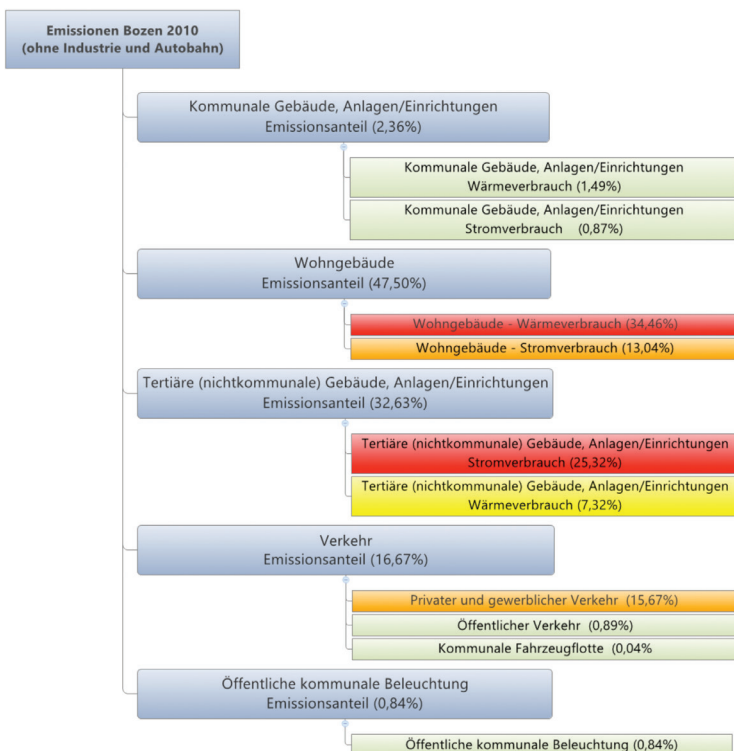 Emissionen Bozen 2010
(ohne Industrie und Autobahn)
Kommunale Gebäude, Anlagen/Einrichtungen
Emissionsanteil (2,36%)
Kommunale Gebäude, Anlagen/Einrichtungen
Wärmeverbrauch (1,49%)
Kommunale Gebäude, Anlagen/Einrichtungen
Stromverbrauch (0,87%)
Wohngebäude
Emissionsanteil (47,50%)
Wohngebäude - Wärmeverbrauch (34,46%)
Wohngebäude - Stromverbrauch (13,04%)
Tertiäre (nichtkommunale) Gebäude, Anlagen/Einrichtungen
Emissionsanteil (32,63%)
Tertiäre (nichtkommunale) Gebäude, Anlagen/Einrichtungen
Stromverbrauch (25,32%)
Tertiäre (nichtkommunale) Gebäude, Anlagen/Einrichtungen
Wärmeverbrauch (7,32%)
Verkehr
Emissionsanteil (16,67%)
Privater und gewerblicher Verkehr (15,67%)
Öffentlicher Verkehr (0,89%)
Kommunale Fahrzeugflotte (0,04%
Öffentliche kommunale Beleuchtung
Emissionsanteil (0,84%)
Öffentliche kommunale Beleuchtung (0,84%)